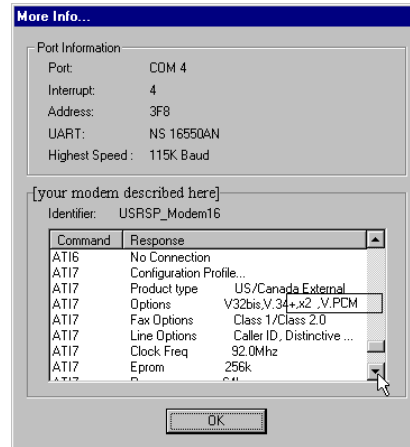 More Info...
Port Information
Port: COM 4
Interrupt: 4
Address: 3F8
UART: NS 16550AN
Highest Speed : 115K Baud
[your modem described here]
Identifier: USRSP_Modem16
Command Response
ATI6 No Connection
ATI7 Configuration Profile...
ATI7 Product type US/Canada External
ATI7 Options V32bis,V.34+,x2 ,V.PCM
ATI7 Fax Options Class 1/Class 2.0
ATI7 Line Options Caller ID, Distinctive ...
ATI7 Clock Freq 92.0Mhz
ATI7 Eprom 256k
ATI7
OK